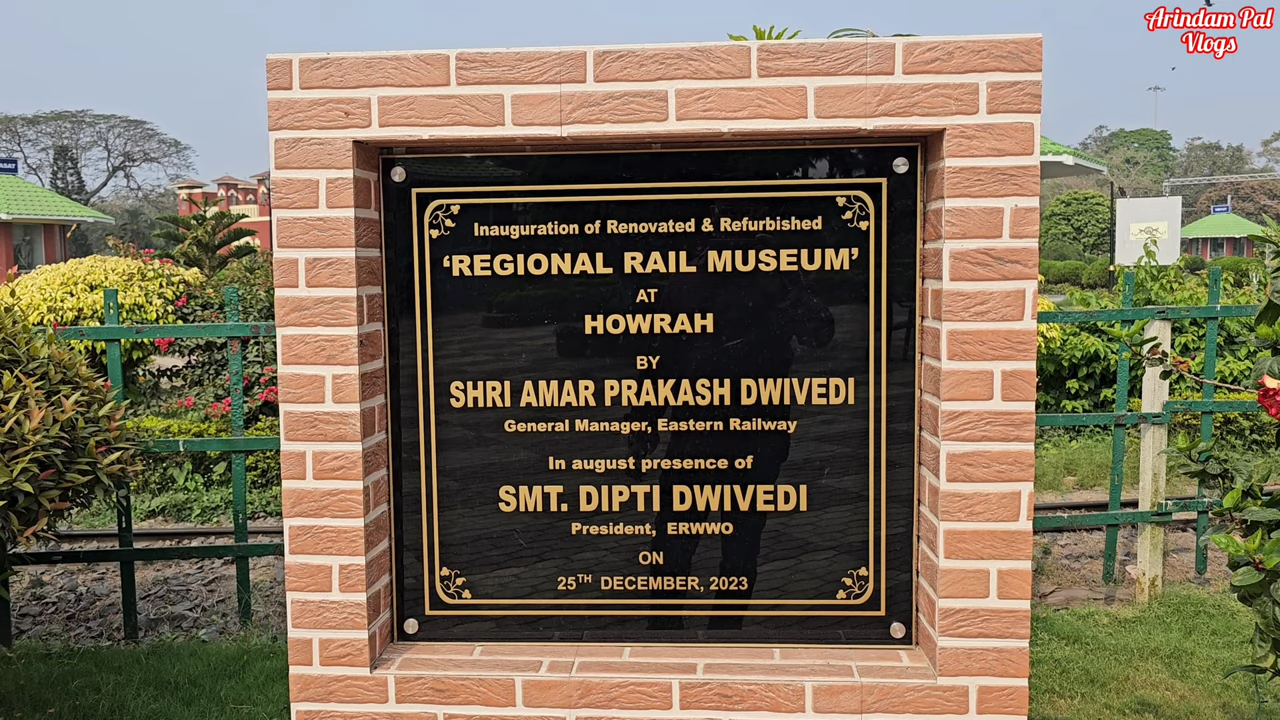 Arindam Pal
Vlogs
Inauguration of Renovated & Refurbished
‘REGIONAL RAIL MUSEUM’
AT
HOWRAH
BY
SHRI AMAR PRAKASH DWIVEDI
General Manager, Eastern Railway
In august presence of
SMT. DIPTI DWIVEDI
President, ERWWO
ON
25TH DECEMBER, 2023